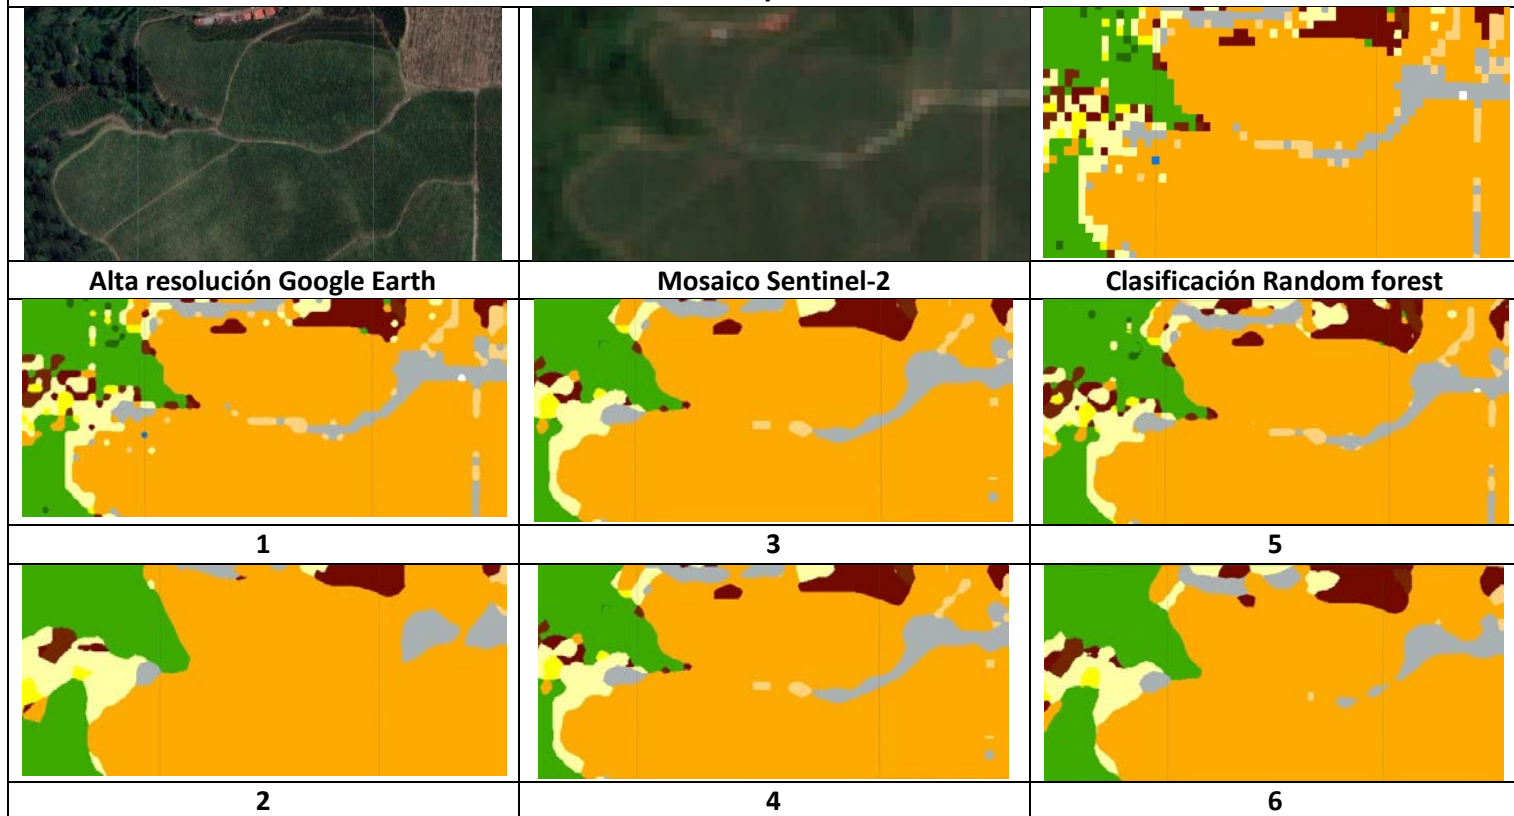 Alta resolución Google Earth
Mosaico Sentinel-2
Clasificación Random forest
1
3
5
2
4
6